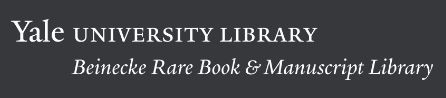 Yale UNIVERSITY LIBRARY
Beinecke Rare Book & Manuscript Library